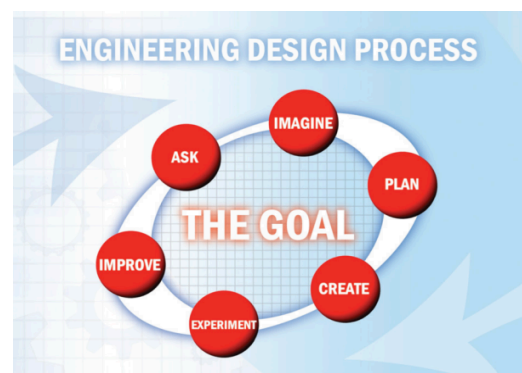 ENGINEERING DESIGN PROCESS
IMAGINE
ASK
PLAN
THE GOAL
IMPROVE
CREATE
EXPERIMENT